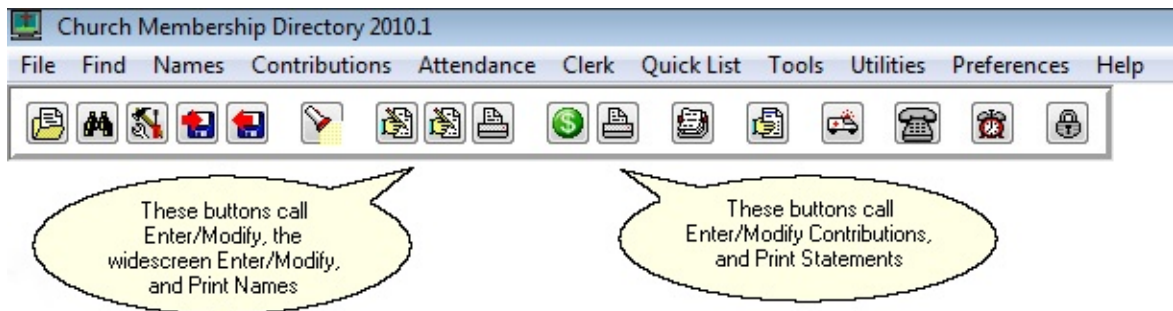 Church Membership Directory 2010.1
File Find Names Contributions Attendance Clerk Quick List Tools Utilities Preferences Help
These buttons call
Enter/Modify, the
widescreen Enter/Modify,
and Print Names
These buttons call
Enter/Modify Contributions,
and Print Statements